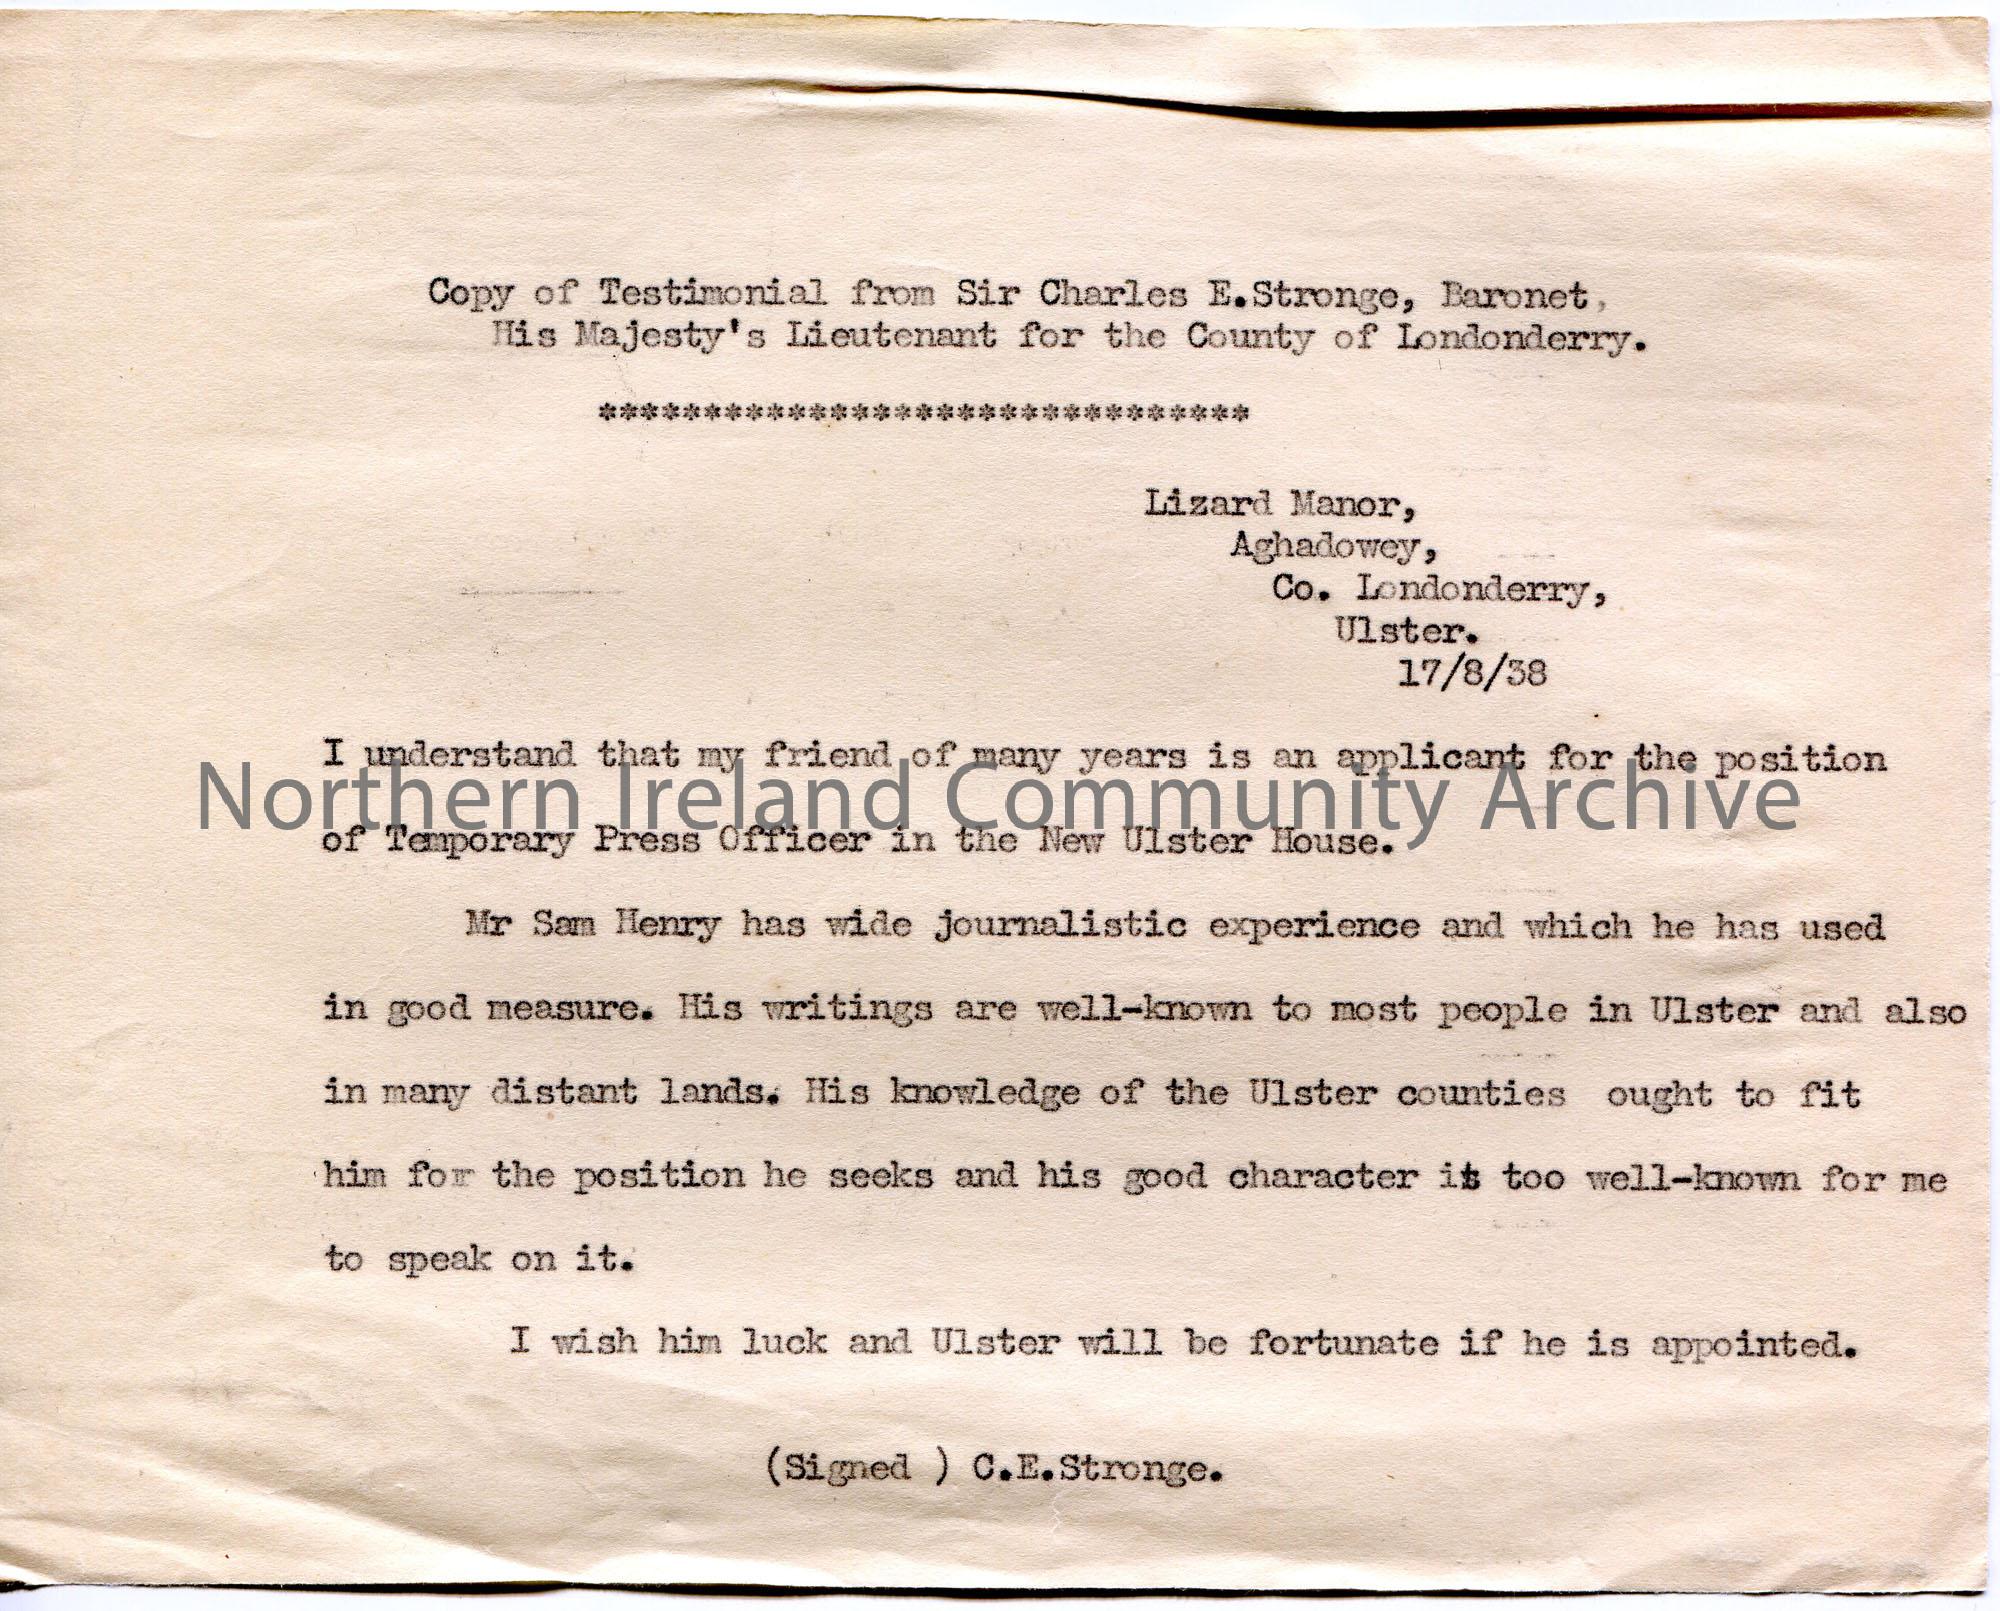 Copy of Testimonial from Sir Charles E.Stronge, Baronet,
His Majesty's Lieutenant for the County of Londonderry.
*******************************
Lizard Manor,
Aghadowey,
Co. Londonderry,
Ulster.
17/8/38
I understand that my friend of many years is an applicant for the position
Northern Ireland Community Archive
of Temporary Press Officer in the New Ulster House.
Mr Sam Henry has wide journalistic experience and which he has used
in good measure. His writings are well-known to most people in Ulster and also
in many distant lands. His knowledge of the Ulster counties ought to fit
him for the position he seeks and his good character is too well-known for me
to speak on it.
I wish him luck and Ulster will be fortunate if he is appointed.
(Signed ) C.E.Stronge.